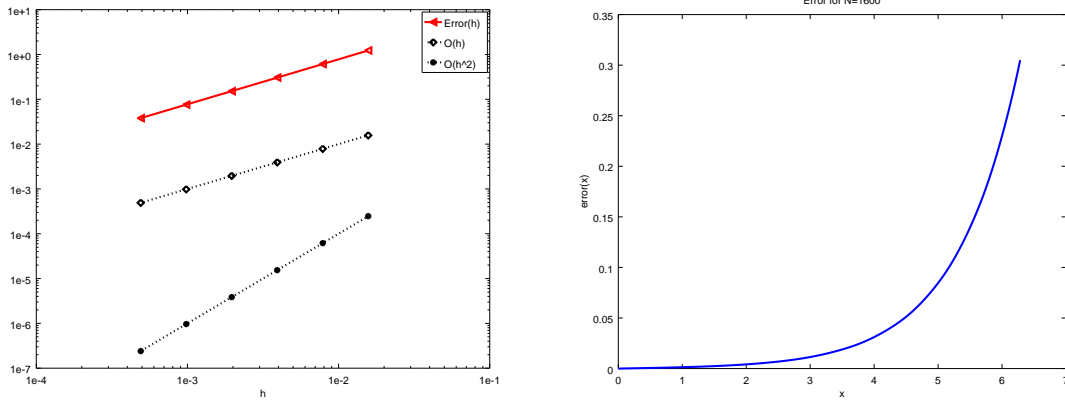 1e+1
1e+0
1e-1
1e-2
1e-3
1e-4
1e-5
1e-6
1e-7
1e-4
1e-3
1e-2
1e-1
h
Error(h)
O(h)
O(h^2)
Error for N=1600
0.35
0.3
0.25
0.2
0.15
0.1
0.05
0
0
1
2
3
4
5
6
7
error(x)
x